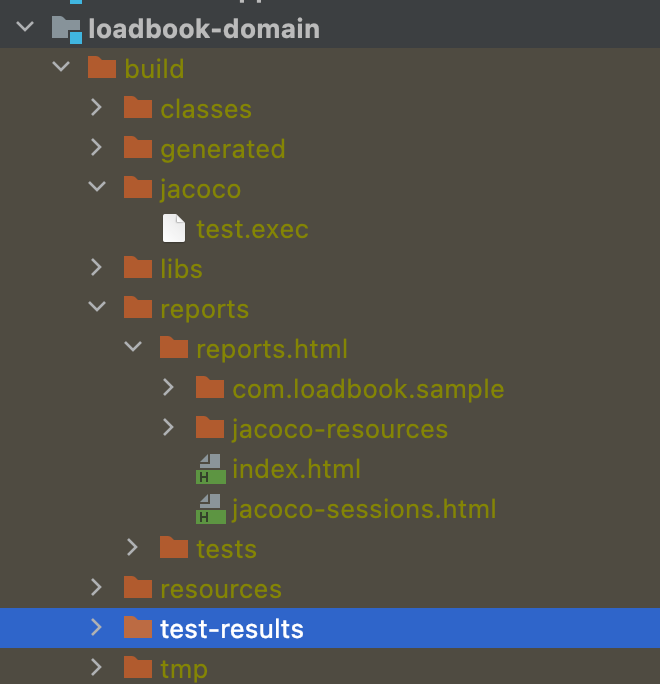 loadbook-domain
build
classes
generated
jacoco
test.exec
libs
reports
reports.html
com.loadbook.sample
jacoco-resources
H index.html
H jacoco-sessions.html
tests
resources
test-results
tmp